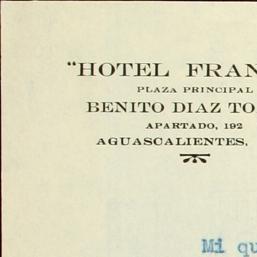 "HOTEL FRAN
PLAZA PRINCIPAL
BENITO DIAZ TO
APARTADO, 192
AGUASCALIENTES,
Mi qu